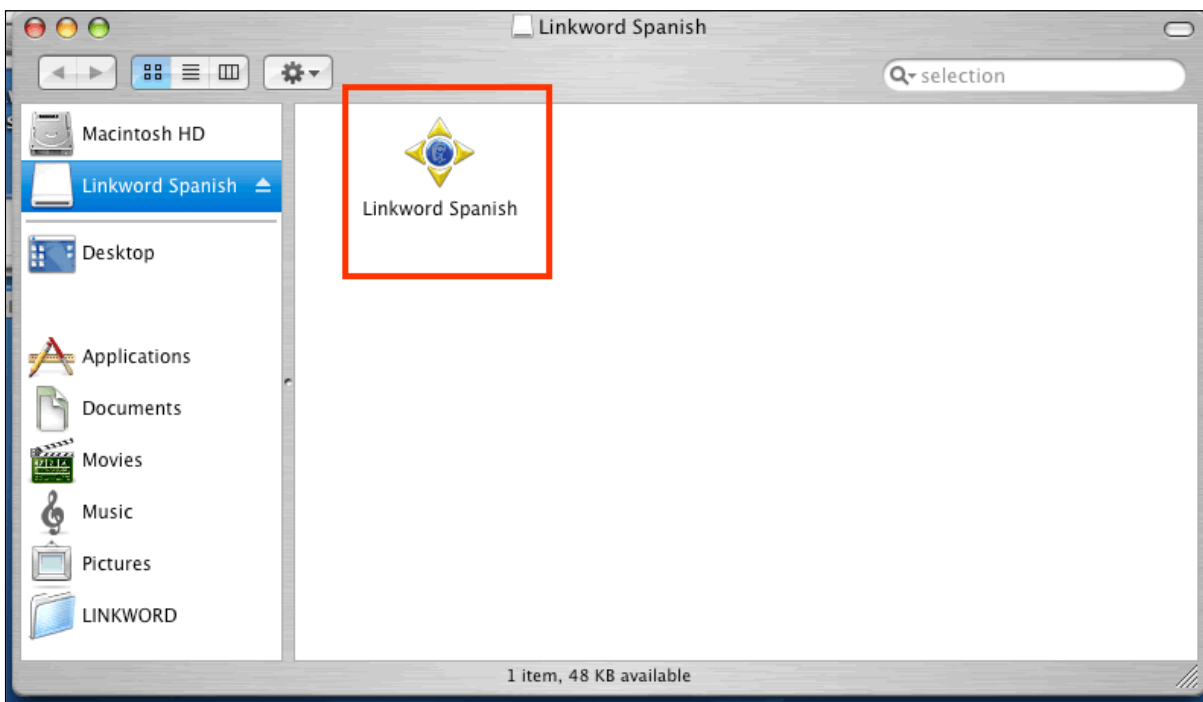 Linkword Spanish
selection
Macintosh HD
Linkword Spanish
Desktop
Applications
Documents
Movies
Music
Pictures
LINKWORD
Linkword Spanish
1 item, 48 KB available